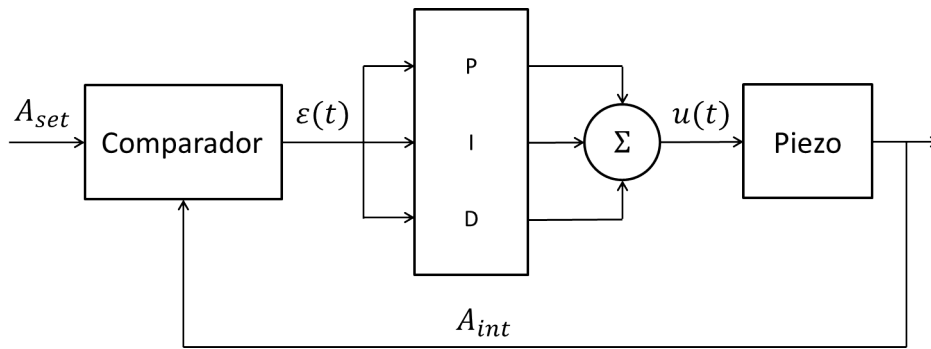 A_set
Comparador
ε(t)
P
I
D
Σ
u(t)
Piezo
A_int